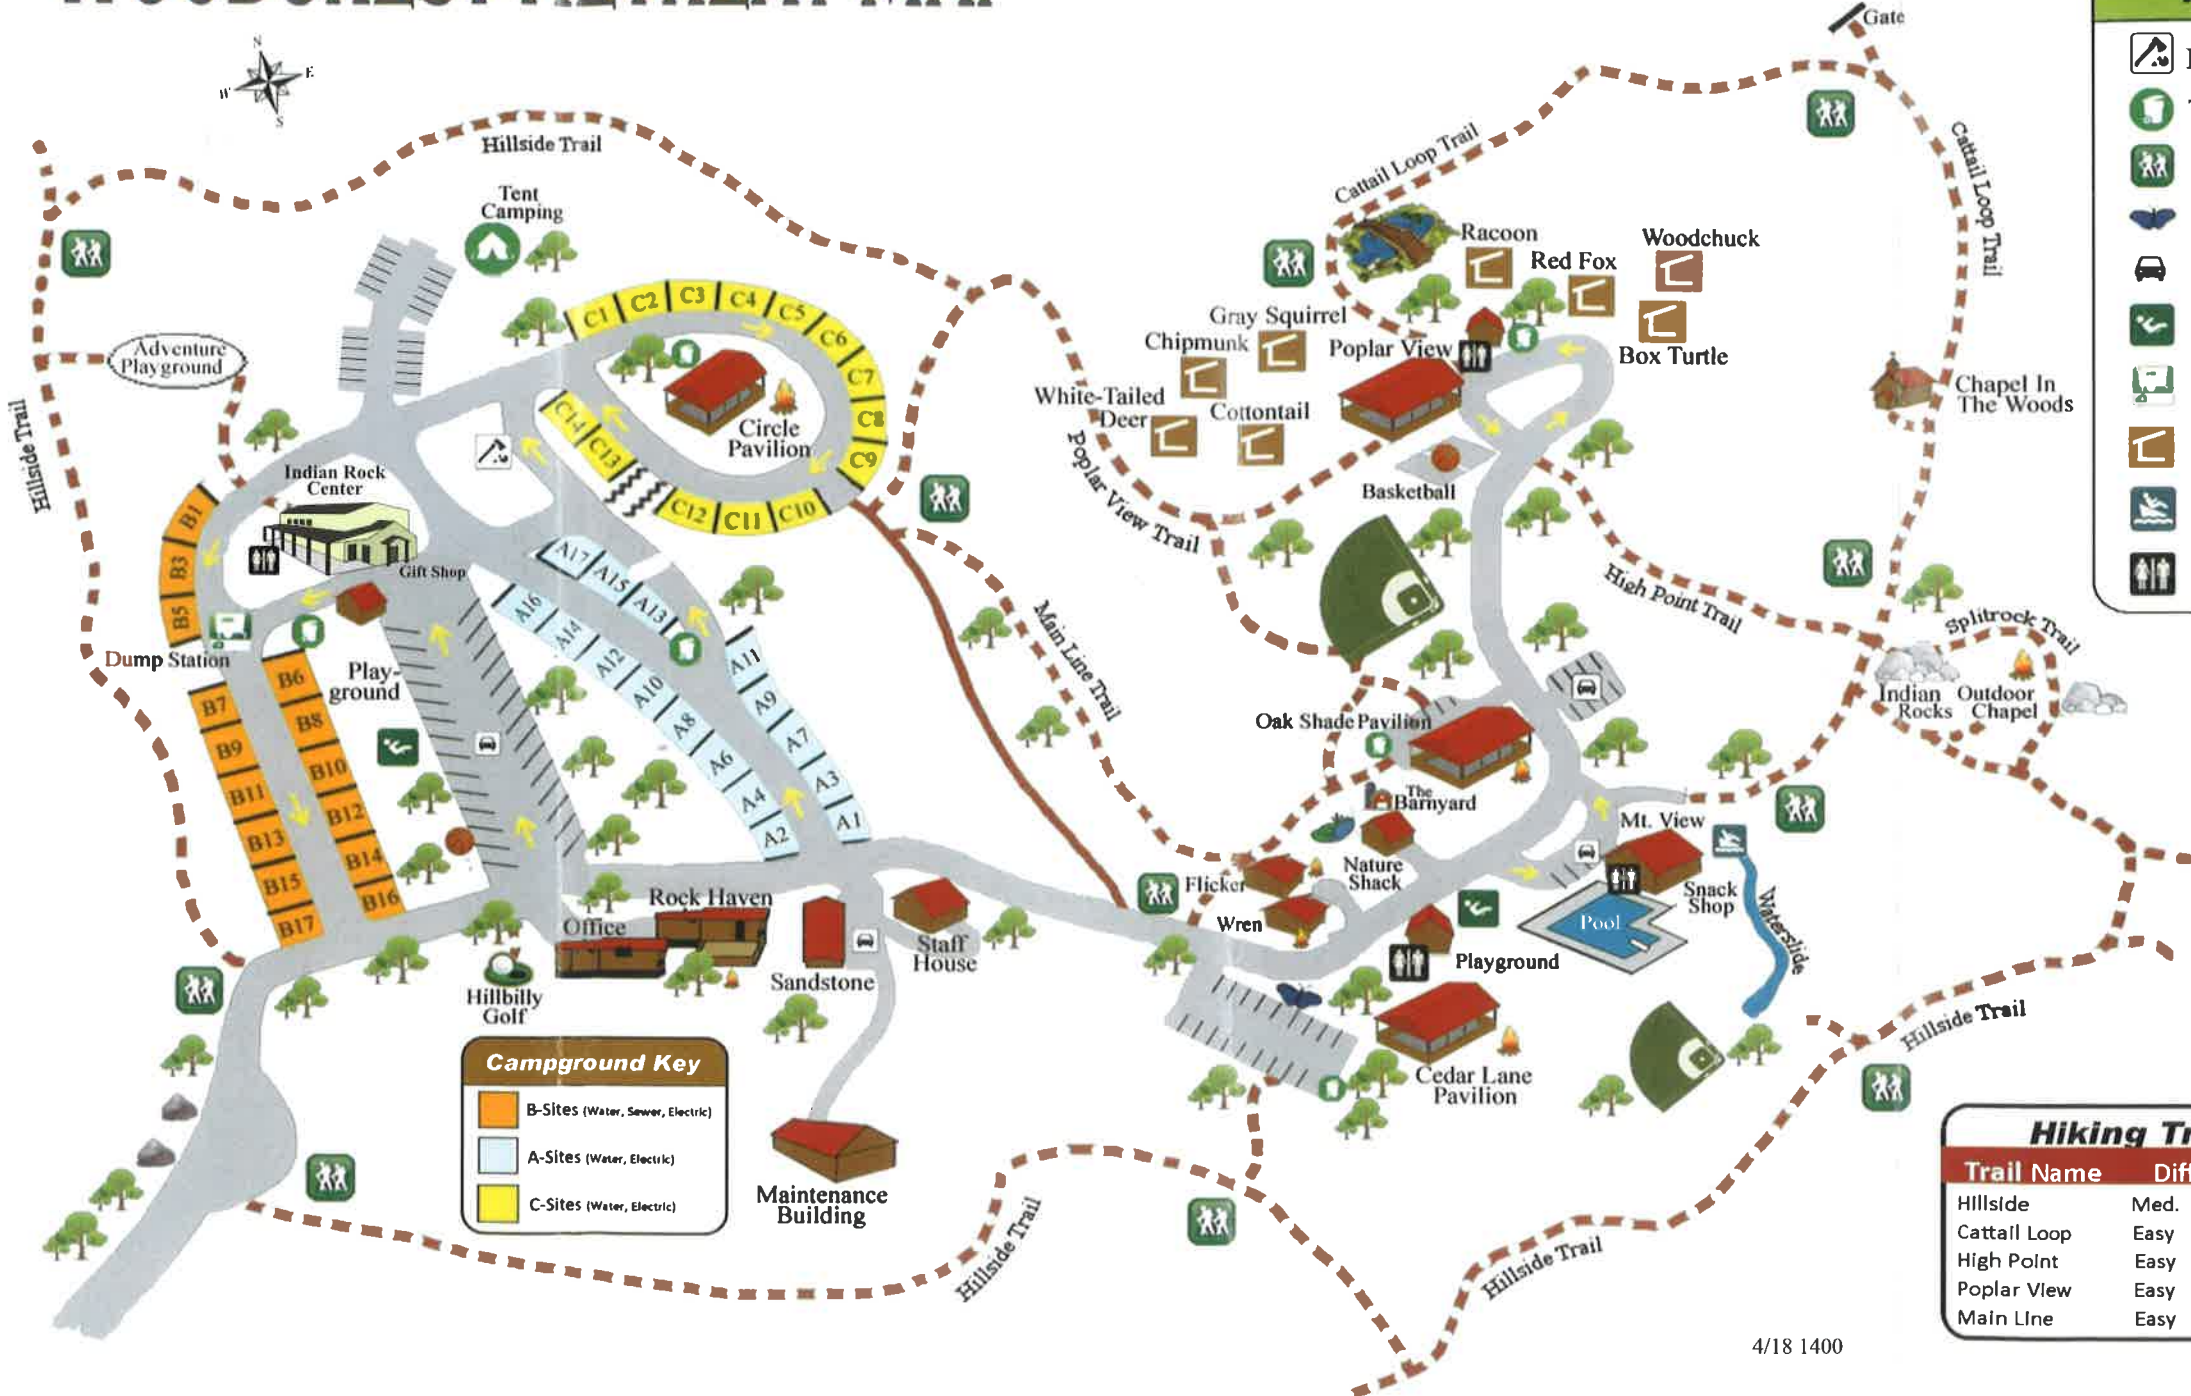 N
E
W
S
Gate
Hillside Trail
Cattail Loop Trail
Cattail Loop Trail
Tent
Camping
Racoon
Woodchuck
Red Fox
Gray Squirrel
Chipmunk
Poplar View
Box Turtle
White-Tailed
Deer
Cottontail
Chapel In
The Woods
Adventure
Playground
C1
C2
C3
C4
C5
C6
C7
C8
C9
C10
C11
C12
C13
C14
Circle
Pavilion
Hillside Trail
Poplar View Trail
Basketball
Indian Rock
Center
Gift Shop
B1
B3
B5
Dump Station
A17
A15
A13
A16
A14
A12
A10
A8
A6
A4
A2
A11
A9
A7
A3
A1
Main Line Trail
High Point Trail
Splitrock Trail
Indian
Rocks
Outdoor
Chapel
Play-
ground
B6
B8
B10
B12
B14
B16
B7
B9
B11
B13
B15
B17
Oak Shade Pavilion
The
Barnyard
Mt. View
Nature
Shack
Flicker
Wren
Snack
Shop
Pool
Waterslide
Playground
Rock Haven
Office
Staff
House
Sandstone
Hillbilly
Golf
Cedar Lane
Pavilion
Hillside Trail
Hillside Trail
Hillside Trail
Maintenance
Building
Campground Key
B-Sites (Water, Sewer, Electric)
A-Sites (Water, Electric)
C-Sites (Water, Electric)
Hiking Tr
Trail Name Diff
Hillside Med.
Cattail Loop Easy
High Point Easy
Poplar View Easy
Main Line Easy
4/18 1400